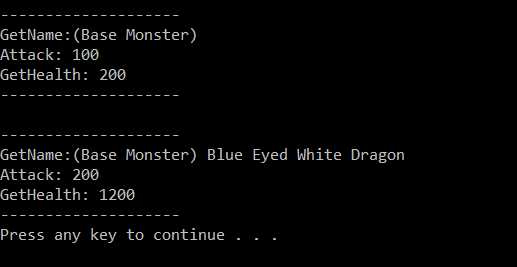 --------------------
GetName:(Base Monster)
Attack: 100
GetHealth: 200
--------------------
--------------------
GetName:(Base Monster) Blue Eyed White Dragon
Attack: 200
GetHealth: 1200
--------------------
Press any key to continue . . .